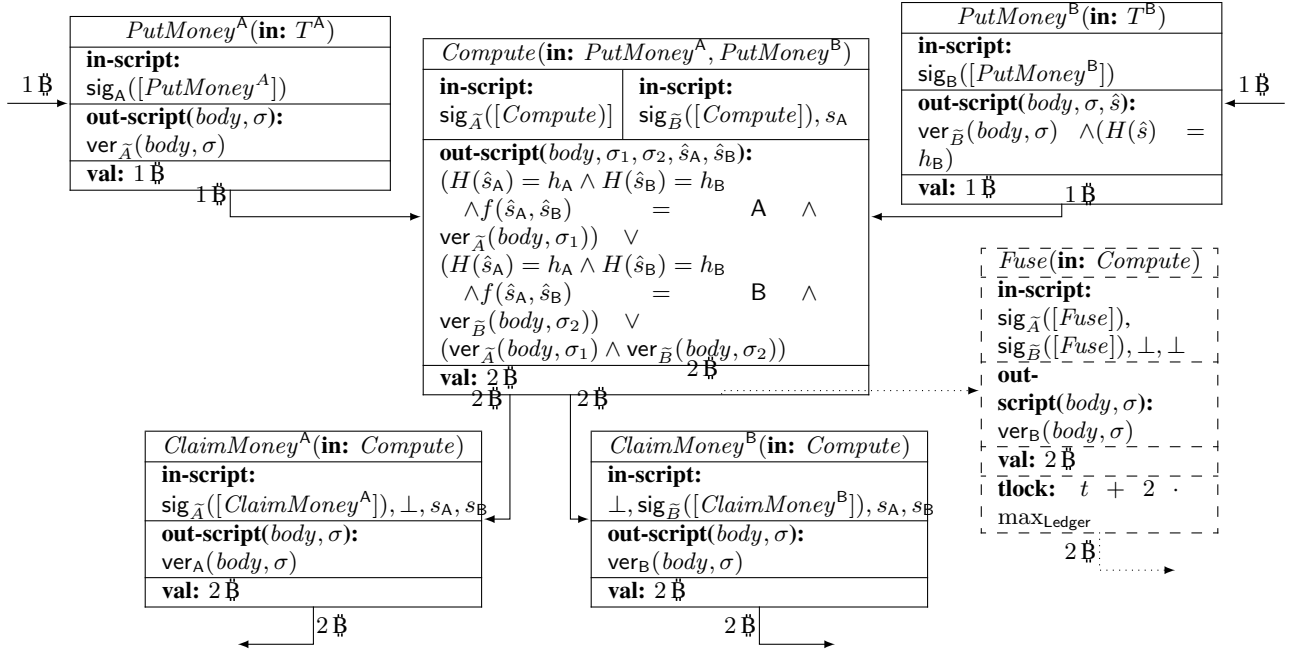 PutMoney^A(in: T^A)
in-script:
sig_A([PutMoney^A])
out-script(body, σ):
ver_Ã(body, σ)
val: 1 ₿
1 ₿
1 ₿
Compute(in: PutMoney^A, PutMoney^B)
in-script:
sig_Ã([Compute)]
in-script:
sig_B̃([Compute]), s_A
out-script(body, σ₁, σ₂, ŝ_A, ŝ_B):
(H(ŝ_A) = h_A ∧ H(ŝ_B) = h_B
∧f(ŝ_A, ŝ_B) = A ∧
ver_Ã(body, σ₁)) ∨
(H(ŝ_A) = h_A ∧ H(ŝ_B) = h_B
∧f(ŝ_A, ŝ_B) = B ∧
ver_B̃(body, σ₂)) ∨
(ver_Ã(body, σ₁) ∧ ver_B̃(body, σ₂))
val: 2 ₿
2 ₿
2 ₿
2 ₿
PutMoney^B(in: T^B)
in-script:
sig_B([PutMoney^B])
out-script(body, σ, ŝ):
ver_B̃(body, σ) ∧(H(ŝ) =
h_B)
val: 1 ₿
1 ₿
1 ₿
Fuse(in: Compute)
in-script:
sig_Ã([Fuse]),
sig_B̃([Fuse]), ⊥, ⊥
out-
script(body, σ):
ver_B(body, σ)
val: 2 ₿
tlock: t + 2 ·
max_Ledger
2 ₿
ClaimMoney^A(in: Compute)
in-script:
sig_Ã([ClaimMoney^A]), ⊥, s_A, s_B
out-script(body, σ):
ver_A(body, σ)
val: 2 ₿
2 ₿
ClaimMoney^B(in: Compute)
in-script:
⊥, sig_B̃([ClaimMoney^B]), s_A, s_B
out-script(body, σ):
ver_B(body, σ)
val: 2 ₿
2 ₿